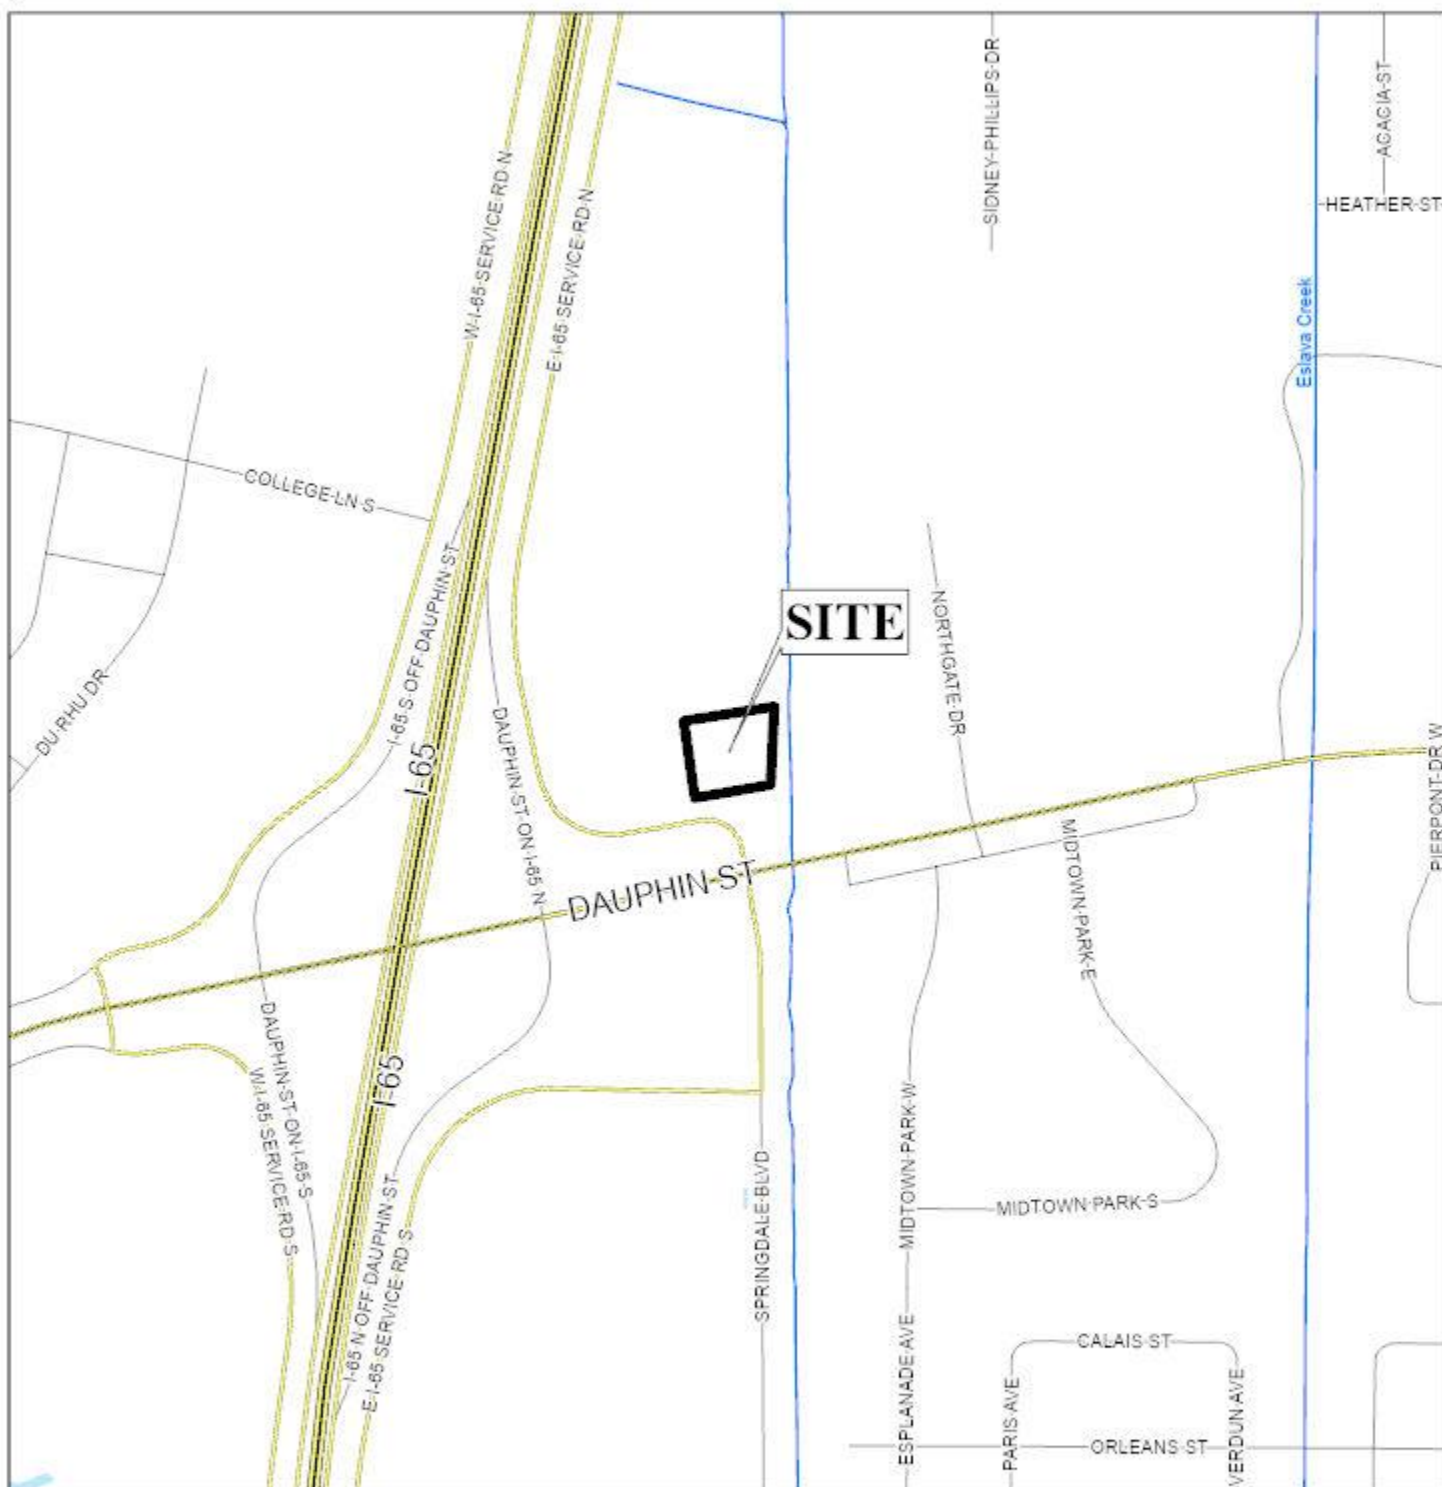 SIDNEY PHILLIPS DR
ACACIA ST
W I-65 SERVICE RD N
E I-65 SERVICE RD N
HEATHER ST
Eslava Creek
COLLEGE LN S
I-65 S OFF DAUPHIN ST
SITE
NORTHGATE DR
DU RHU DR
I-65
DAUPHIN ST ON I-65 N
PIERPONT DR W
MIDTOWN PARK E
DAUPHIN ST
DAUPHIN ST ON I-65 S
W I-65 SERVICE RD S
I-65
MIDTOWN PARK W
I-65 N OFF DAUPHIN ST
E I-65 SERVICE RD S
SPRINGDALE BLVD
MIDTOWN PARK S
ESPLANADE AVE
CALAIS ST
PARIS AVE
VERDUN AVE
ORLEANS ST